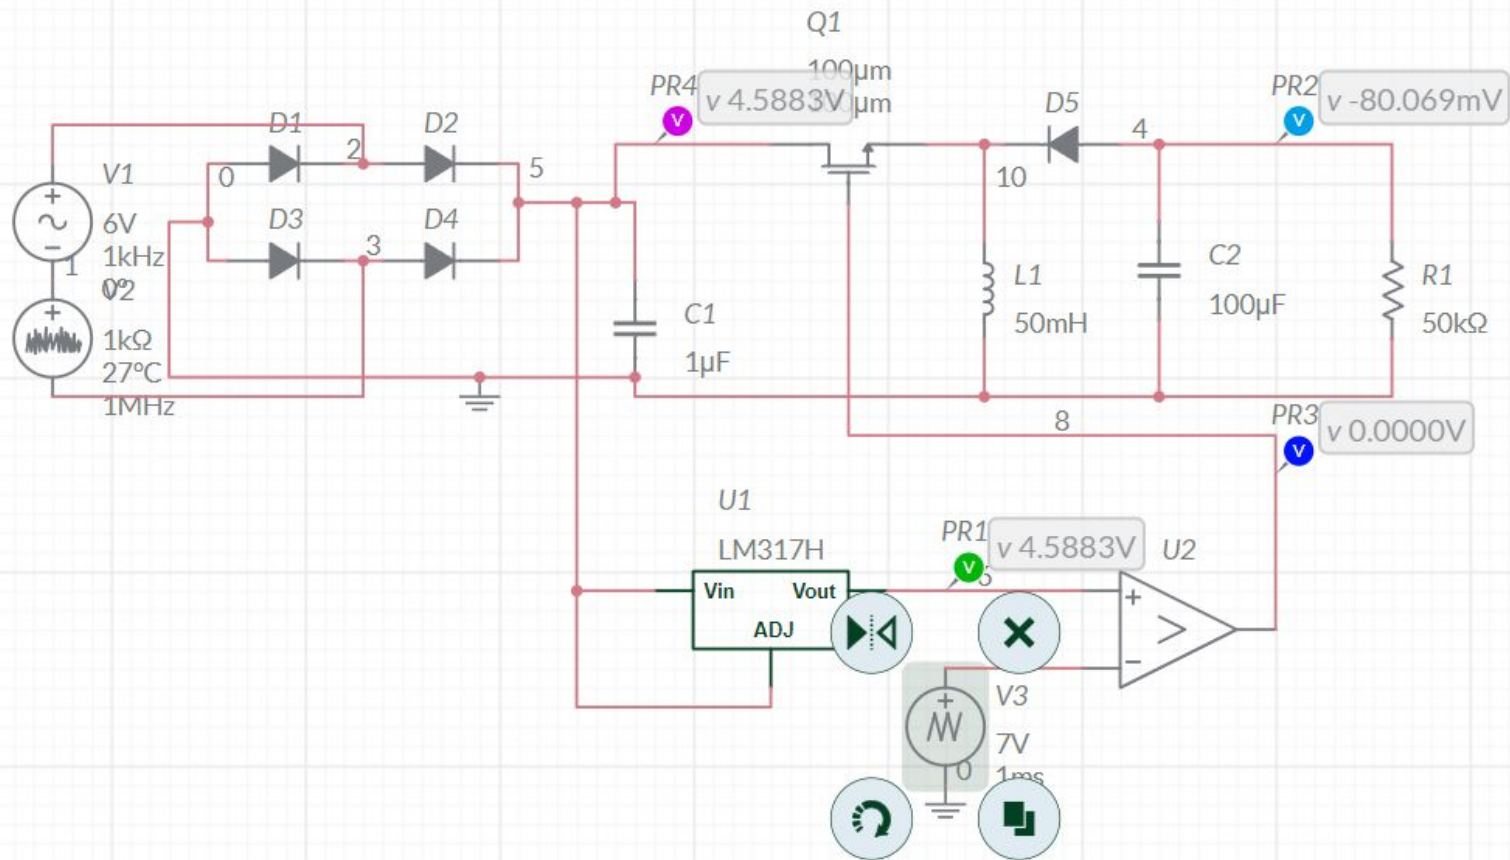 Q1
100µm
PR4
v 4.5883V
100µm
V
D5
PR2
v -80.069mV
V
D1
D2
2
4
V1
0
5
10
6V
D3
D4
3
1kHz
1
0°
V2
C2
100µF
L1
50mH
R1
50kΩ
C1
1µF
1kΩ
27°C
1MHz
8
PR3
v 0.0000V
V
U1
LM317H
PR1
v 4.5883V
V
U2
Vin
Vout
ADJ
+
−
V3
7V
0
1ms